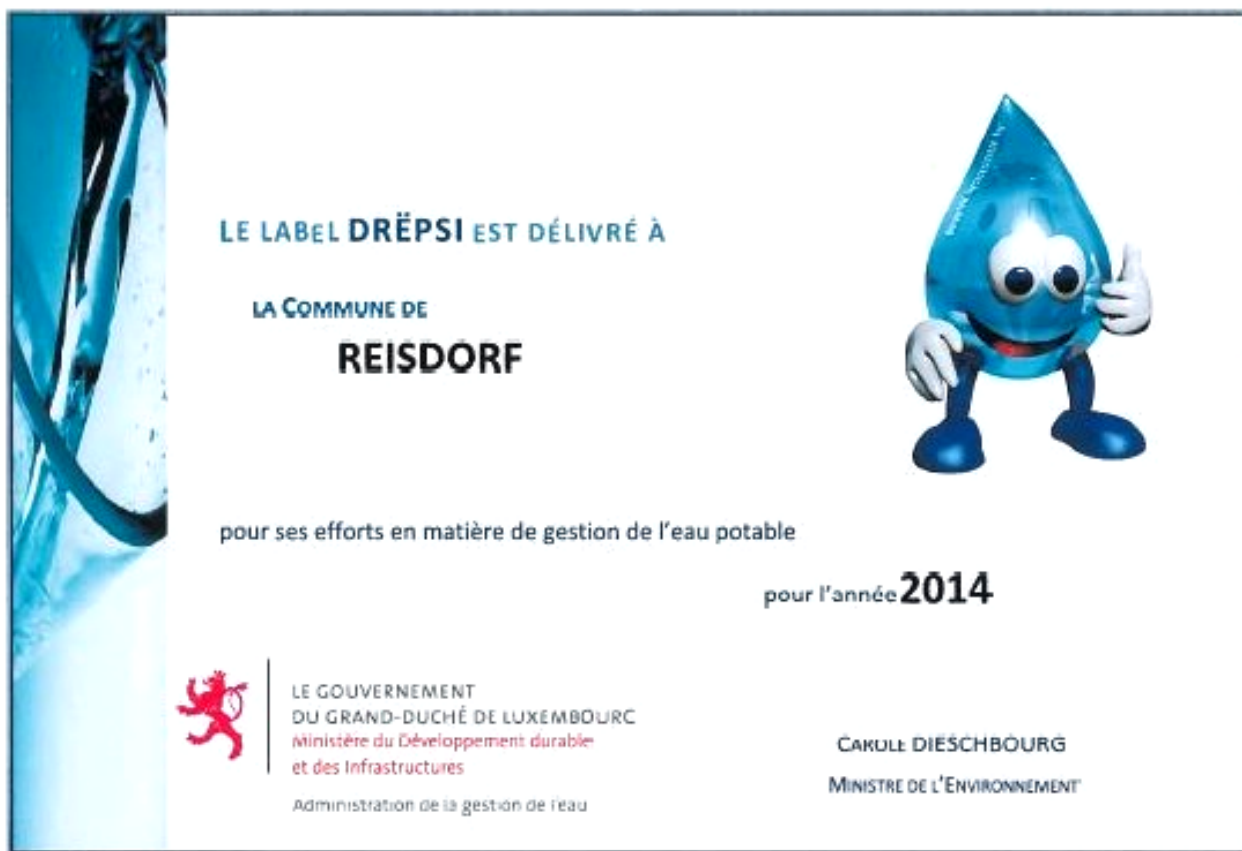 LE LABEL DRËPSI EST DÉLIVRÉ À
LA COMMUNE DE
REISDORF
pour ses efforts en matière de gestion de l'eau potable
pour l'année 2014
LE GOUVERNEMENT
DU GRAND-DUCHÉ DE LUXEMBOURG
Ministère du Développement durable
et des Infrastructures
Administration de la gestion de l'eau
CAROLE DIESCHBOURG
MINISTRE DE L'ENVIRONNEMENT